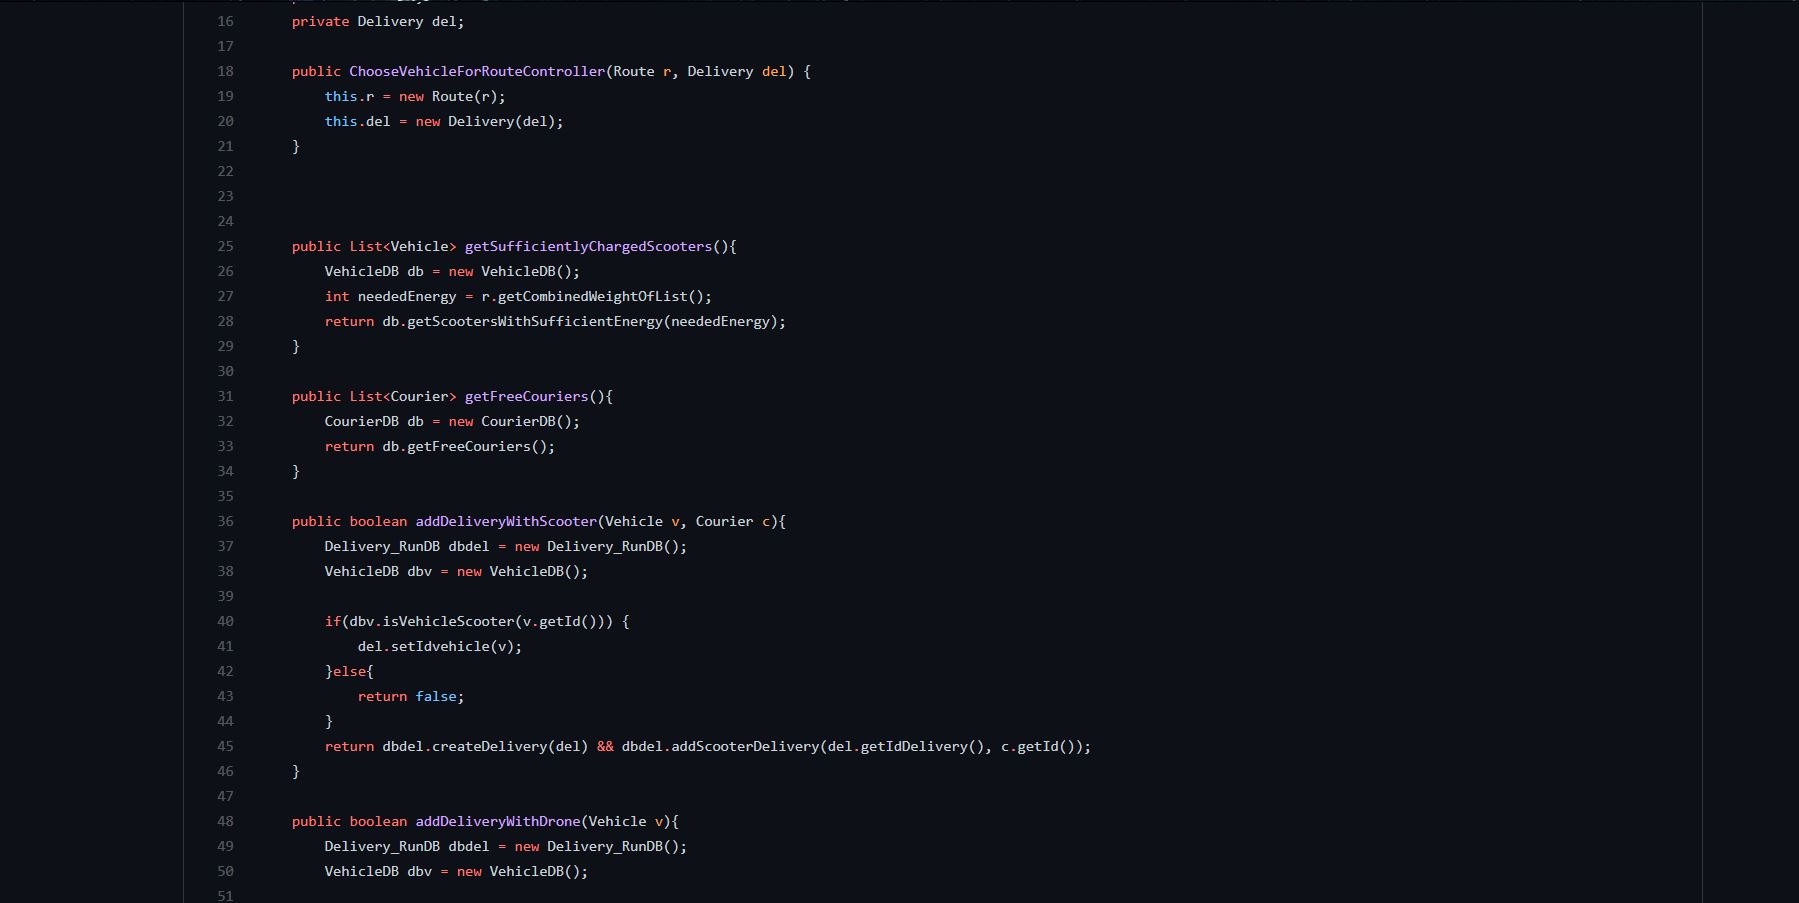 16 private Delivery del;
17
18 public ChooseVehicleForRouteController(Route r, Delivery del) {
19 this.r = new Route(r);
20 this.del = new Delivery(del);
21 }
22
23
24
25 public List<Vehicle> getSufficientlyChargedScooters(){
26 VehicleDB db = new VehicleDB();
27 int neededEnergy = r.getCombinedWeightOfList();
28 return db.getScootersWithSufficientEnergy(neededEnergy);
29 }
30
31 public List<Courier> getFreeCouriers(){
32 CourierDB db = new CourierDB();
33 return db.getFreeCouriers();
34 }
35
36 public boolean addDeliveryWithScooter(Vehicle v, Courier c){
37 Delivery_RunDB dbdel = new Delivery_RunDB();
38 VehicleDB dbv = new VehicleDB();
39
40 if(dbv.isVehicleScooter(v.getId())) {
41 del.setIdvehicle(v);
42 }else{
43 return false;
44 }
45 return dbdel.createDelivery(del) && dbdel.addScooterDelivery(del.getIdDelivery(), c.getId());
46 }
47
48 public boolean addDeliveryWithDrone(Vehicle v){
49 Delivery_RunDB dbdel = new Delivery_RunDB();
50 VehicleDB dbv = new VehicleDB();
51